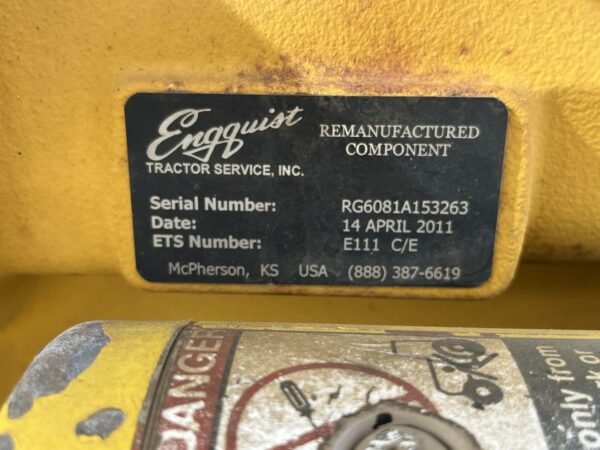 Engquist
TRACTOR SERVICE, INC.
REMANUFACTURED
COMPONENT
Serial Number: RG6081A153263
Date: 14 APRIL 2011
ETS Number: E111 C/E
McPherson, KS USA (888) 387-6619
DANGER
only from
or